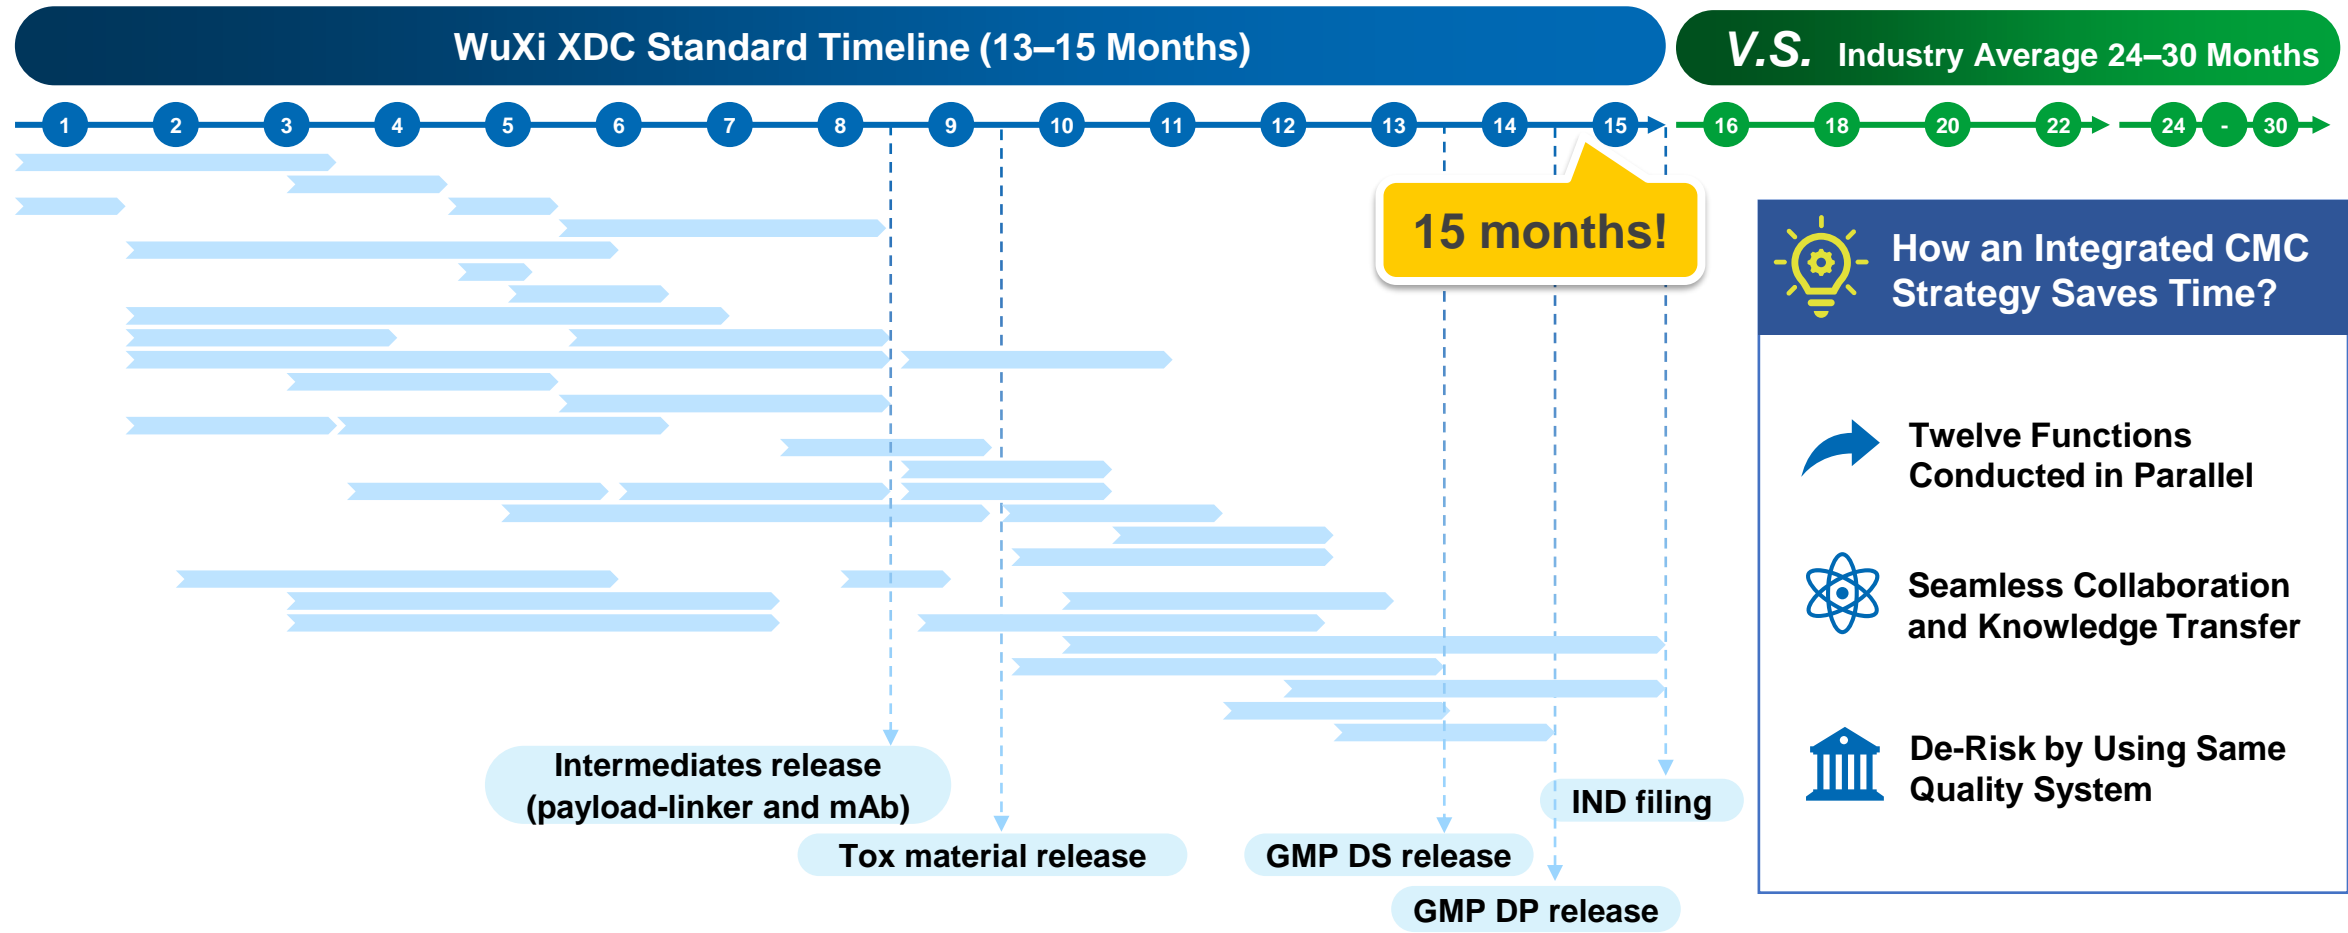 WuXi XDC Standard Timeline (13–15 Months)
V.S. Industry Average 24–30 Months
1 2 3 4 5 6 7 8 9 10 11 12 13 14 15 16 18 20 22 24 - 30
15 months!
How an Integrated CMC
Strategy Saves Time?
Twelve Functions
Conducted in Parallel
Seamless Collaboration
and Knowledge Transfer
De-Risk by Using Same
Quality System
Intermediates release
(payload-linker and mAb)
Tox material release
GMP DS release
GMP DP release
IND filing